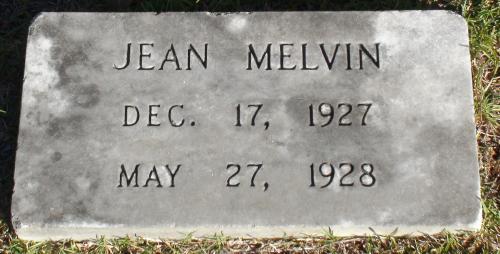 JEAN MELVIN
DEC. 17, 1927
MAY 27, 1928